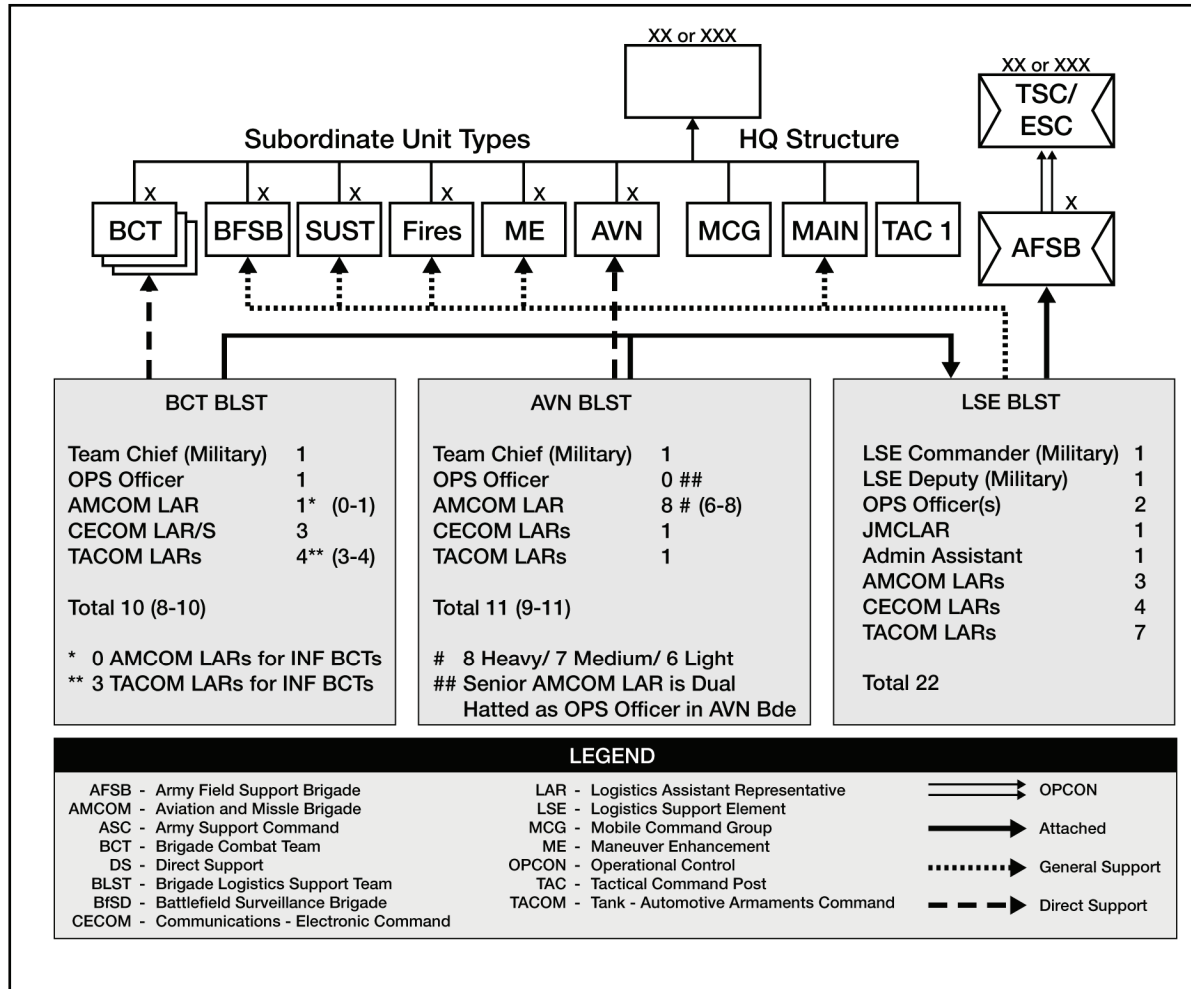 XX or XXX
XX or XXX
TSC/
ESC
Subordinate Unit Types
HQ Structure
X
X
X
X
X
X
X
BCT
BFSB
SUST
Fires
ME
AVN
MCG
MAIN
TAC 1
AFSB
BCT BLST
Team Chief (Military) 1
OPS Officer 1
AMCOM LAR 1* (0-1)
CECOM LAR/S 3
TACOM LARs 4** (3-4)
Total 10 (8-10)
* 0 AMCOM LARs for INF BCTs
** 3 TACOM LARs for INF BCTs
AVN BLST
Team Chief (Military) 1
OPS Officer 0 ##
AMCOM LAR 8 # (6-8)
CECOM LARs 1
TACOM LARs 1
Total 11 (9-11)
# 8 Heavy/ 7 Medium/ 6 Light
## Senior AMCOM LAR is Dual
Hatted as OPS Officer in AVN Bde
LSE BLST
LSE Commander (Military) 1
LSE Deputy (Military) 1
OPS Officer(s) 2
JMCLAR 1
Admin Assistant 1
AMCOM LARs 3
CECOM LARs 4
TACOM LARs 7
Total 22
LEGEND
AFSB - Army Field Support Brigade
AMCOM - Aviation and Missle Brigade
ASC - Army Support Command
BCT - Brigade Combat Team
DS - Direct Support
BLST - Brigade Logistics Support Team
BfSD - Battlefield Surveillance Brigade
CECOM - Communications - Electronic Command
LAR - Logistics Assistant Representative
LSE - Logistics Support Element
MCG - Mobile Command Group
ME - Maneuver Enhancement
OPCON - Operational Control
TAC - Tactical Command Post
TACOM - Tank - Automotive Armaments Command
OPCON
Attached
General Support
Direct Support